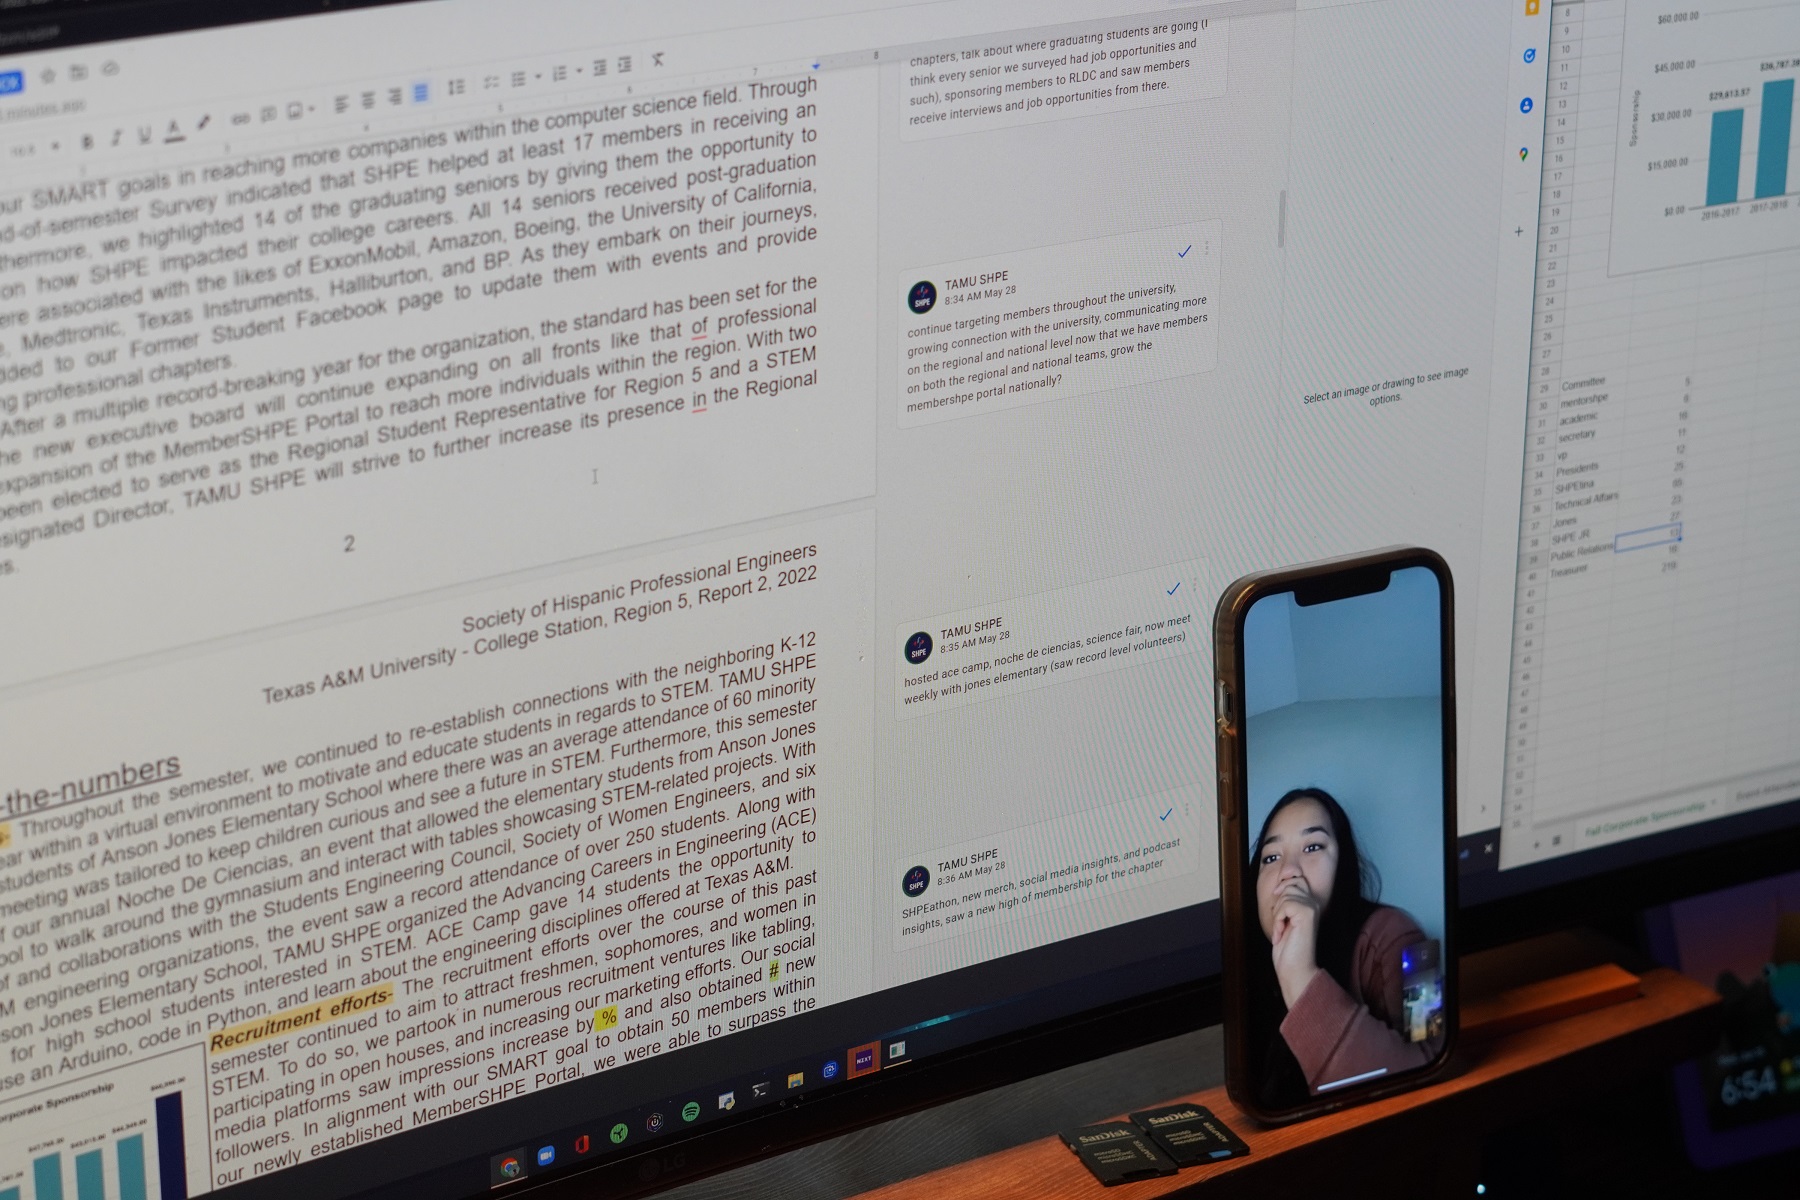 our SMART goals in reaching more companies within the computer science field. Through
Survey indicated that SHPE helped at least 17 members in receiving an
we highlighted 14 of the graduating seniors by giving them the opportunity to
on how SHPE impacted their college careers. All 14 seniors received post-graduation
associated with the likes of ExxonMobil, Amazon, Boeing, the University of California,
Medtronic, Texas Instruments, Halliburton, and BP. As they embark on their journeys,
to our Former Student Facebook page to update them with events and provide
professional chapters.
After a multiple record-breaking year for the organization, the standard has been set for the
new executive board will continue expanding on all fronts like that of professional
expansion of the MemberSHPE Portal to reach more individuals within the region. With two
been elected to serve as the Regional Student Representative for Region 5 and a STEM
Director, TAMU SHPE will strive to further increase its presence in the Regional
2
Society of Hispanic Professional Engineers
Texas A&M University - College Station, Region 5, Report 2, 2022
-the-numbers
Throughout the semester, we continued to re-establish connections with the neighboring K-12
within a virtual environment to motivate and educate students in regards to STEM. TAMU SHPE
students of Anson Jones Elementary School where there was an average attendance of 60 minority
meeting was tailored to keep children curious and see a future in STEM. Furthermore, this semester
our annual Noche De Ciencias, an event that allowed the elementary students from Anson Jones
to walk around the gymnasium and interact with tables showcasing STEM-related projects. With
and collaborations with the Students Engineering Council, Society of Women Engineers, and six
engineering organizations, the event saw a record attendance of over 250 students. Along with
Jones Elementary School, TAMU SHPE organized the Advancing Careers in Engineering (ACE)
for high school students interested in STEM. ACE Camp gave 14 students the opportunity to
an Arduino, code in Python, and learn about the engineering disciplines offered at Texas A&M.
Recruitment efforts- The recruitment efforts over the course of this past
semester continued to aim to attract freshmen, sophomores, and women in
STEM. To do so, we partook in numerous recruitment ventures like tabling,
participating in open houses, and increasing our marketing efforts. Our social
media platforms saw impressions increase by % and also obtained # new
followers. In alignment with our SMART goal to obtain 50 members within
our newly established MemberSHPE Portal, we were able to surpass the
Corporate Sponsorship
chapters, talk about where graduating students are going (I
think every senior we surveyed had job opportunities and
such), sponsoring members to RLDC and saw members
receive interviews and job opportunities from there.
SHPE
TAMU SHPE
8:34 AM May 28
continue targeting members throughout the university,
growing connection with the university, communicating more
on the regional and national level now that we have members
on both the regional and national teams, grow the
membershpe portal nationally?
SHPE
TAMU SHPE
8:35 AM May 28
hosted ace camp, noche de ciencias, science fair, now meet
weekly with jones elementary (saw record level volunteers)
SHPE
TAMU SHPE
8:36 AM May 28
SHPEathon, new merch, social media insights, and podcast
insights, saw a new high of membership for the chapter
Select an image or drawing to see image
options.
$60,000.00
$45,000.00
$30,000.00
$15,000.00
$0.00
Sponsorship
$29,613.57
2016-2017
2017-2018
Committee
mentorshpe
academic
secretary
vp
Presidents
SHPEtina
Technical Affairs
Jones
SHPE JR
Public Relations
Treasurer
Fall Corporate Sponsorship
LG
SanDisk
SanDisk
6:54